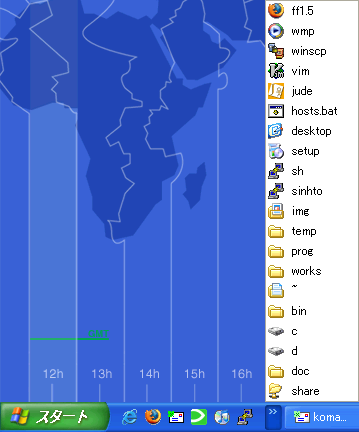 ff1.5
wmp
winscp
vim
jude
hosts.bat
desktop
setup
sh
sinhto
img
temp
prog
works
~
bin
c
d
doc
share
GMT
12h 13h 14h 15h 16h
スタート
koma...